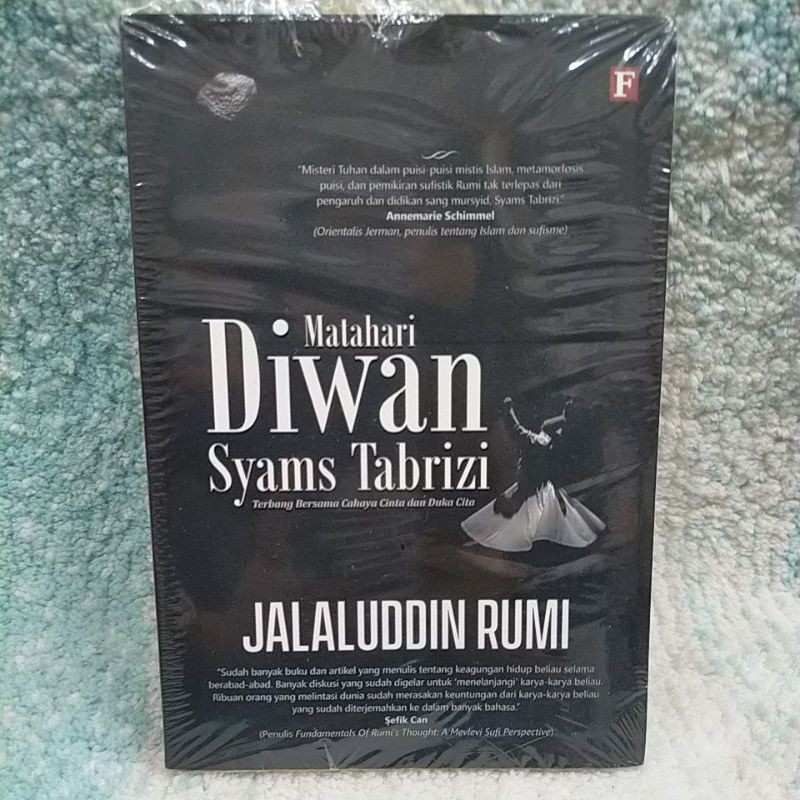 F
"Misteri Tuhan dalam puisi-puisi mistis Islam, metamorfosis
puisi, dan pemikiran sufistik Rumi tak terlepas dari
pengaruh dan didikan sang mursyid, Syams Tabrizi."
Annemarie Schimmel
(Orientalis Jerman, penulis tentang Islam dan sufisme)
Matahari
Diwan
Syams Tabrizi
Terbang Bersama Cahaya Cinta dan Duka Cita
JALALUDDIN RUMI
"Sudah banyak buku dan artikel yang menulis tentang keagungan hidup beliau selama
berabad-abad. Banyak diskusi yang sudah digelar untuk 'menelanjangi' karya-karya beliau.
Ribuan orang yang melintasi dunia sudah merasakan keuntungan dari karya-karya beliau
yang sudah diterjemahkan ke dalam banyak bahasa."
Şefik Can
(Penulis Fundamentals Of Rumi's Thought: A Mevlevi Sufi Perspective)